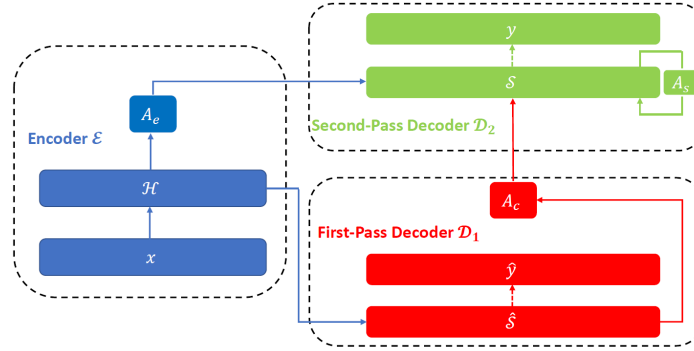 y
𝒮
A_s
A_e
Second-Pass Decoder 𝒟_2
Encoder ℰ
ℋ
A_c
First-Pass Decoder 𝒟_1
x
ŷ
𝒮̂